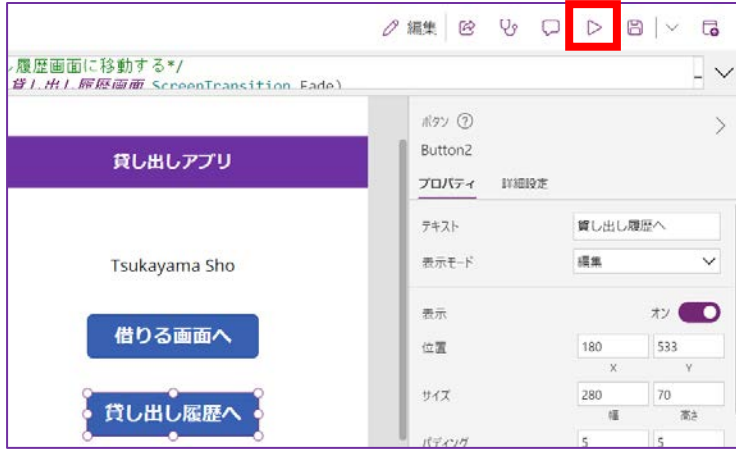 編集
履歴画面に移動する*/
貸し出し履歴画面,ScreenTransition.Fade)
ボタン ?
Button2
プロパティ 詳細設定
貸し出しアプリ
Tsukayama Sho
借りる画面へ
貸し出し履歴へ
テキスト 貸し出し履歴へ
表示モード 編集
表示 オン
位置 180 533
X Y
サイズ 280 70
幅 高さ
パディング 5 5